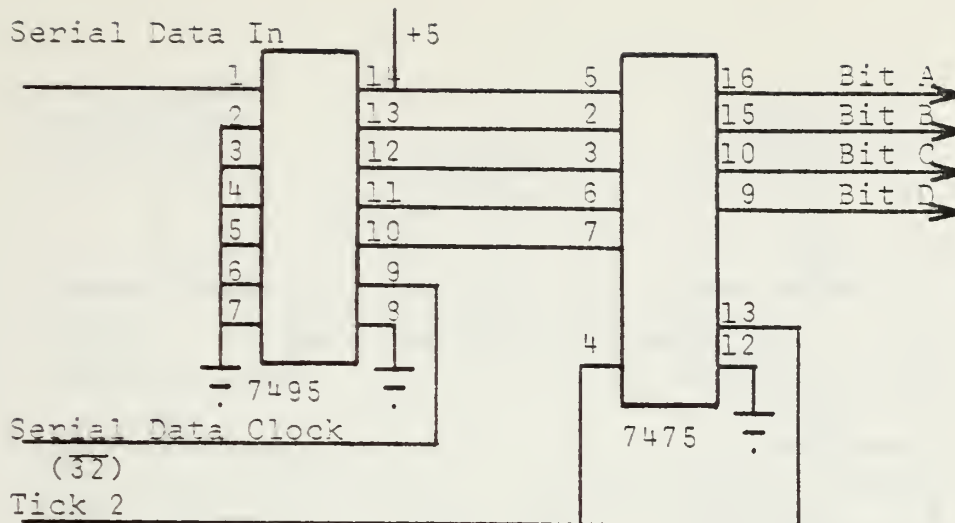 Serial Data In
+5
1 14 5 16 Bit A
2 13 2 15 Bit B
3 12 3 10 Bit C
4 11 6 9 Bit D
5 10 7
6 9
7 8 13
4 12
7495
7475
Serial Data Clock
(3̅2̅)
Tick 2